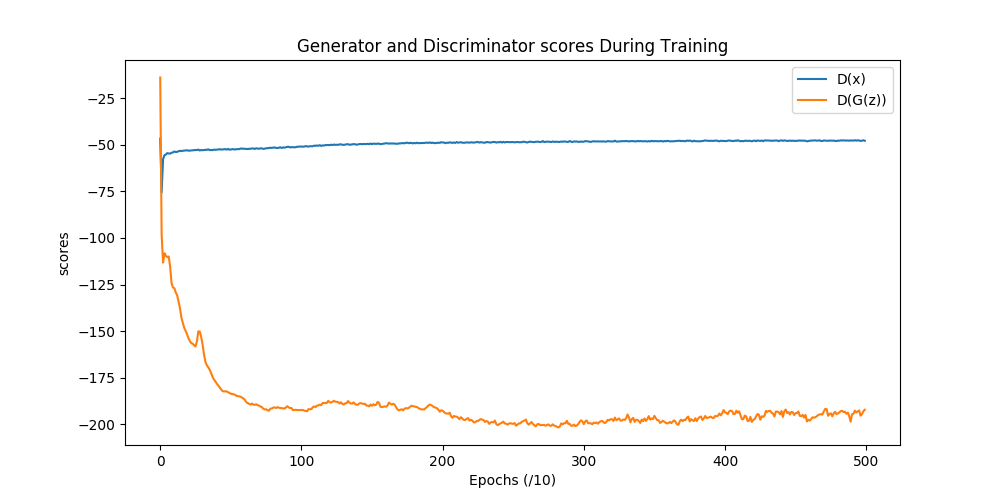 Generator and Discriminator scores During Training
D(x)
D(G(z))
scores
−25
−50
−75
−100
−125
−150
−175
−200
0 100 200 300 400 500
Epochs (/10)